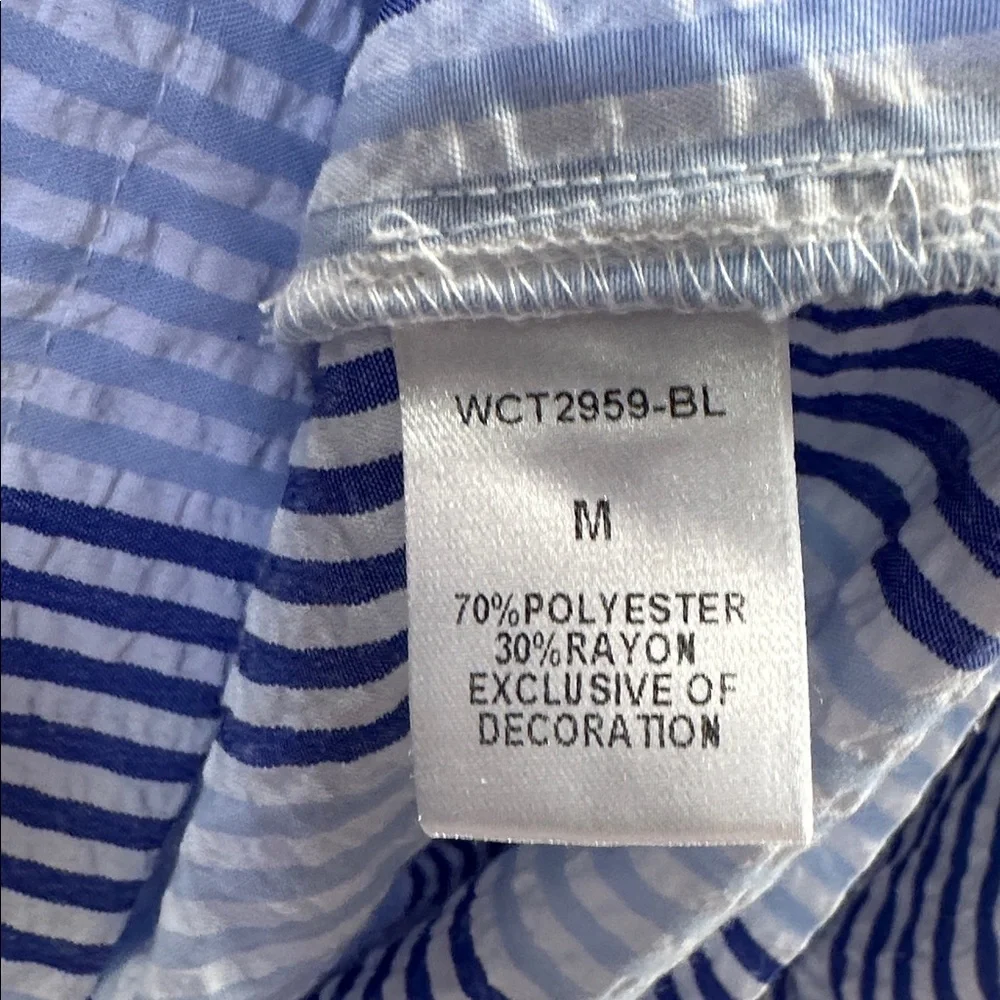 WCT2959-BL
M
70%POLYESTER
30%RAYON
EXCLUSIVE OF
DECORATION